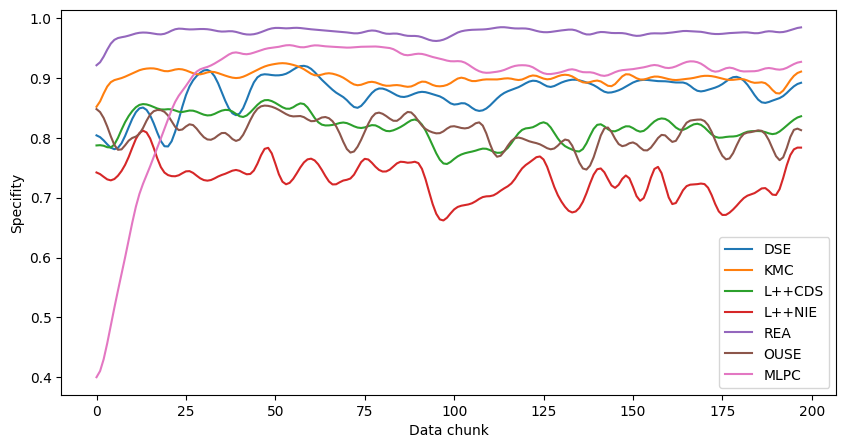 1.0
0.9
0.8
0.7
0.6
0.5
0.4
Specifity
0 25 50 75 100 125 150 175 200
Data chunk
DSE
KMC
L++CDS
L++NIE
REA
OUSE
MLPC